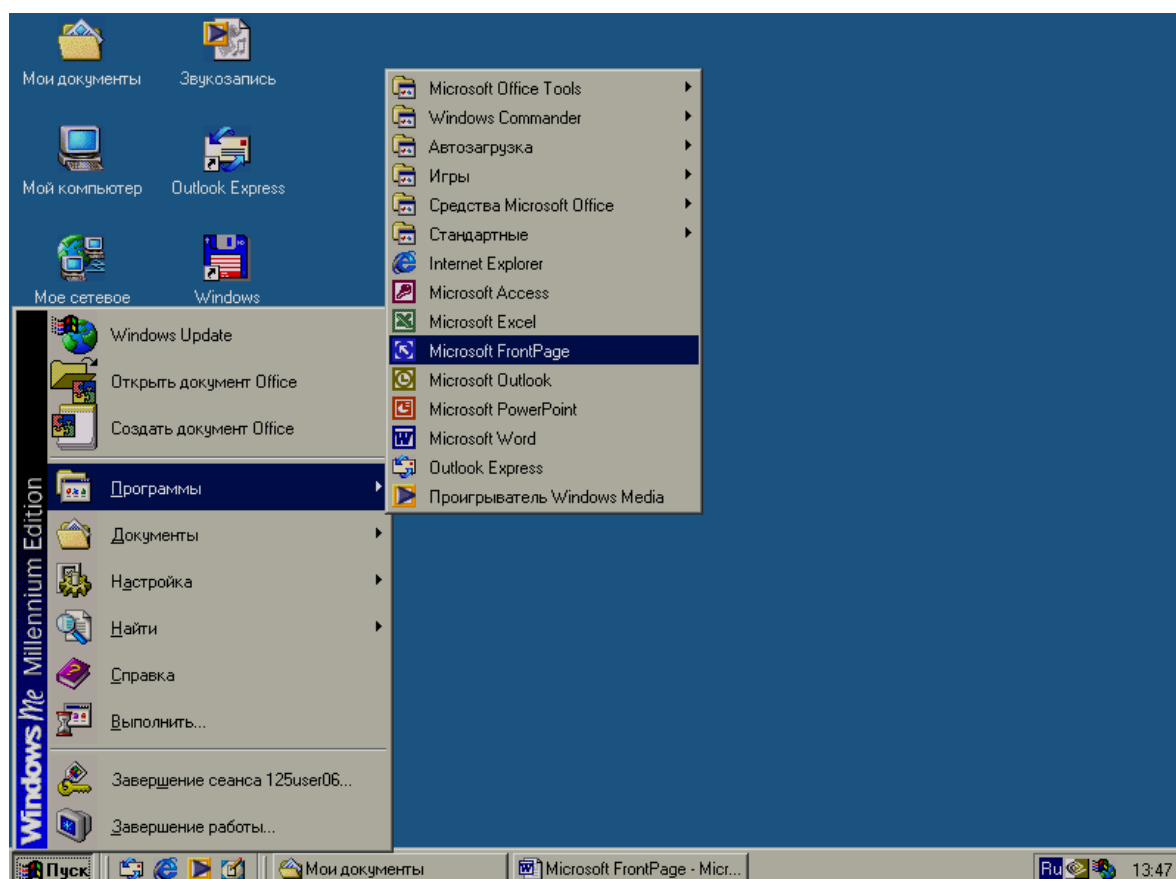 Мои документы
Звукозапись
Мой компьютер
Outlook Express
Мое сетевое
Windows
Microsoft Office Tools
Windows Commander
Автозагрузка
Игры
Средства Microsoft Office
Стандартные
Internet Explorer
Microsoft Access
Microsoft Excel
Microsoft FrontPage
Microsoft Outlook
Microsoft PowerPoint
Microsoft Word
Outlook Express
Проигрыватель Windows Media
Windows Update
Открыть документ Office
Создать документ Office
Программы
Документы
Настройка
Найти
Справка
Выполнить...
Завершение сеанса 125user06...
Завершение работы...
Windows Me Millennium Edition
Пуск
Мои документы
Microsoft FrontPage - Micr...
Ru
13:47